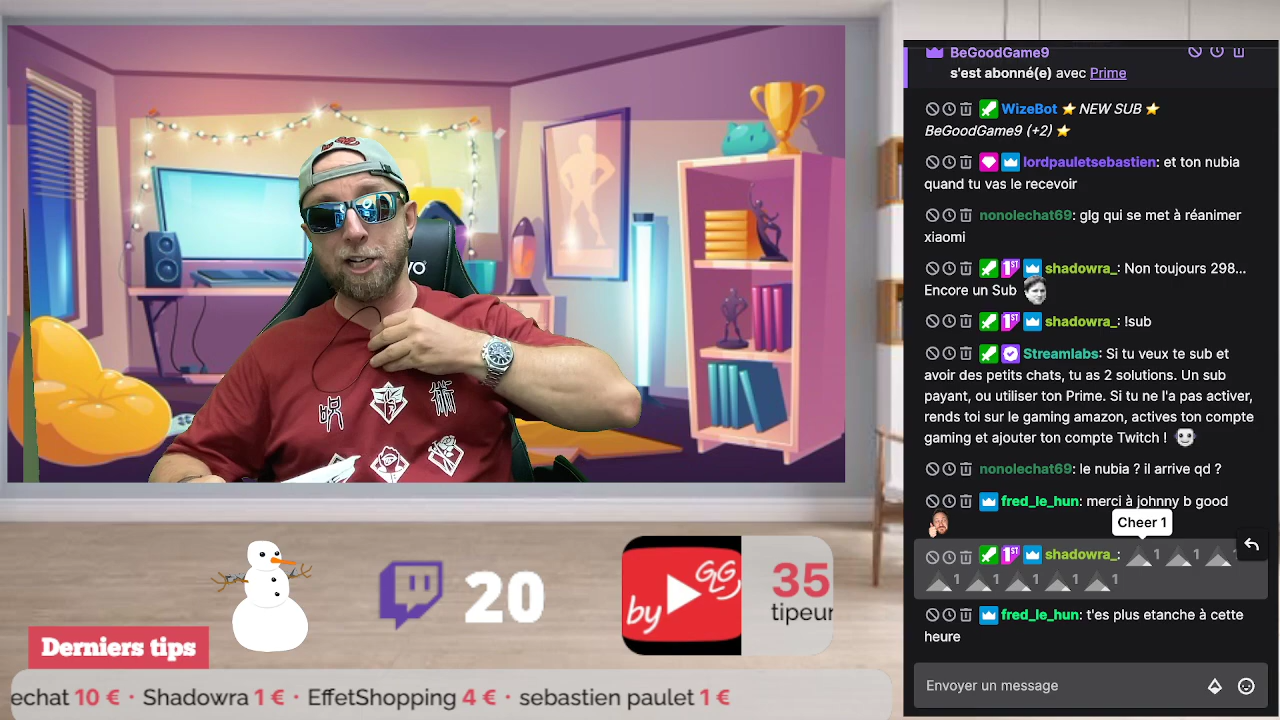 呪
術
20
by
GG
35
tipeur
Derniers tips
echat 10 € · Shadowra 1 € · EffetShopping 4 € · sebastien paulet 1 €
BeGoodGame9
s'est abonné(e) avec Prime
WizeBot ⭐ NEW SUB ⭐
BeGoodGame9 (+2) ⭐
lordpauletsebastien: et ton nubia
quand tu vas le recevoir
nonolechat69: glg qui se met à réanimer
xiaomi
1ST shadowra_: Non toujours 298...
Encore un Sub
1ST shadowra_: !sub
Streamlabs: Si tu veux te sub et
avoir des petits chats, tu as 2 solutions. Un sub
payant, ou utiliser ton Prime. Si tu ne l'a pas activer,
rends toi sur le gaming amazon, actives ton compte
gaming et ajouter ton compte Twitch !
nonolechat69: le nubia ? il arrive qd ?
fred_le_hun: merci à johnny b good
Cheer 1
1ST shadowra_: 1 1
1 1 1 1 1
fred_le_hun: t'es plus etanche à cette
heure
Envoyer un message